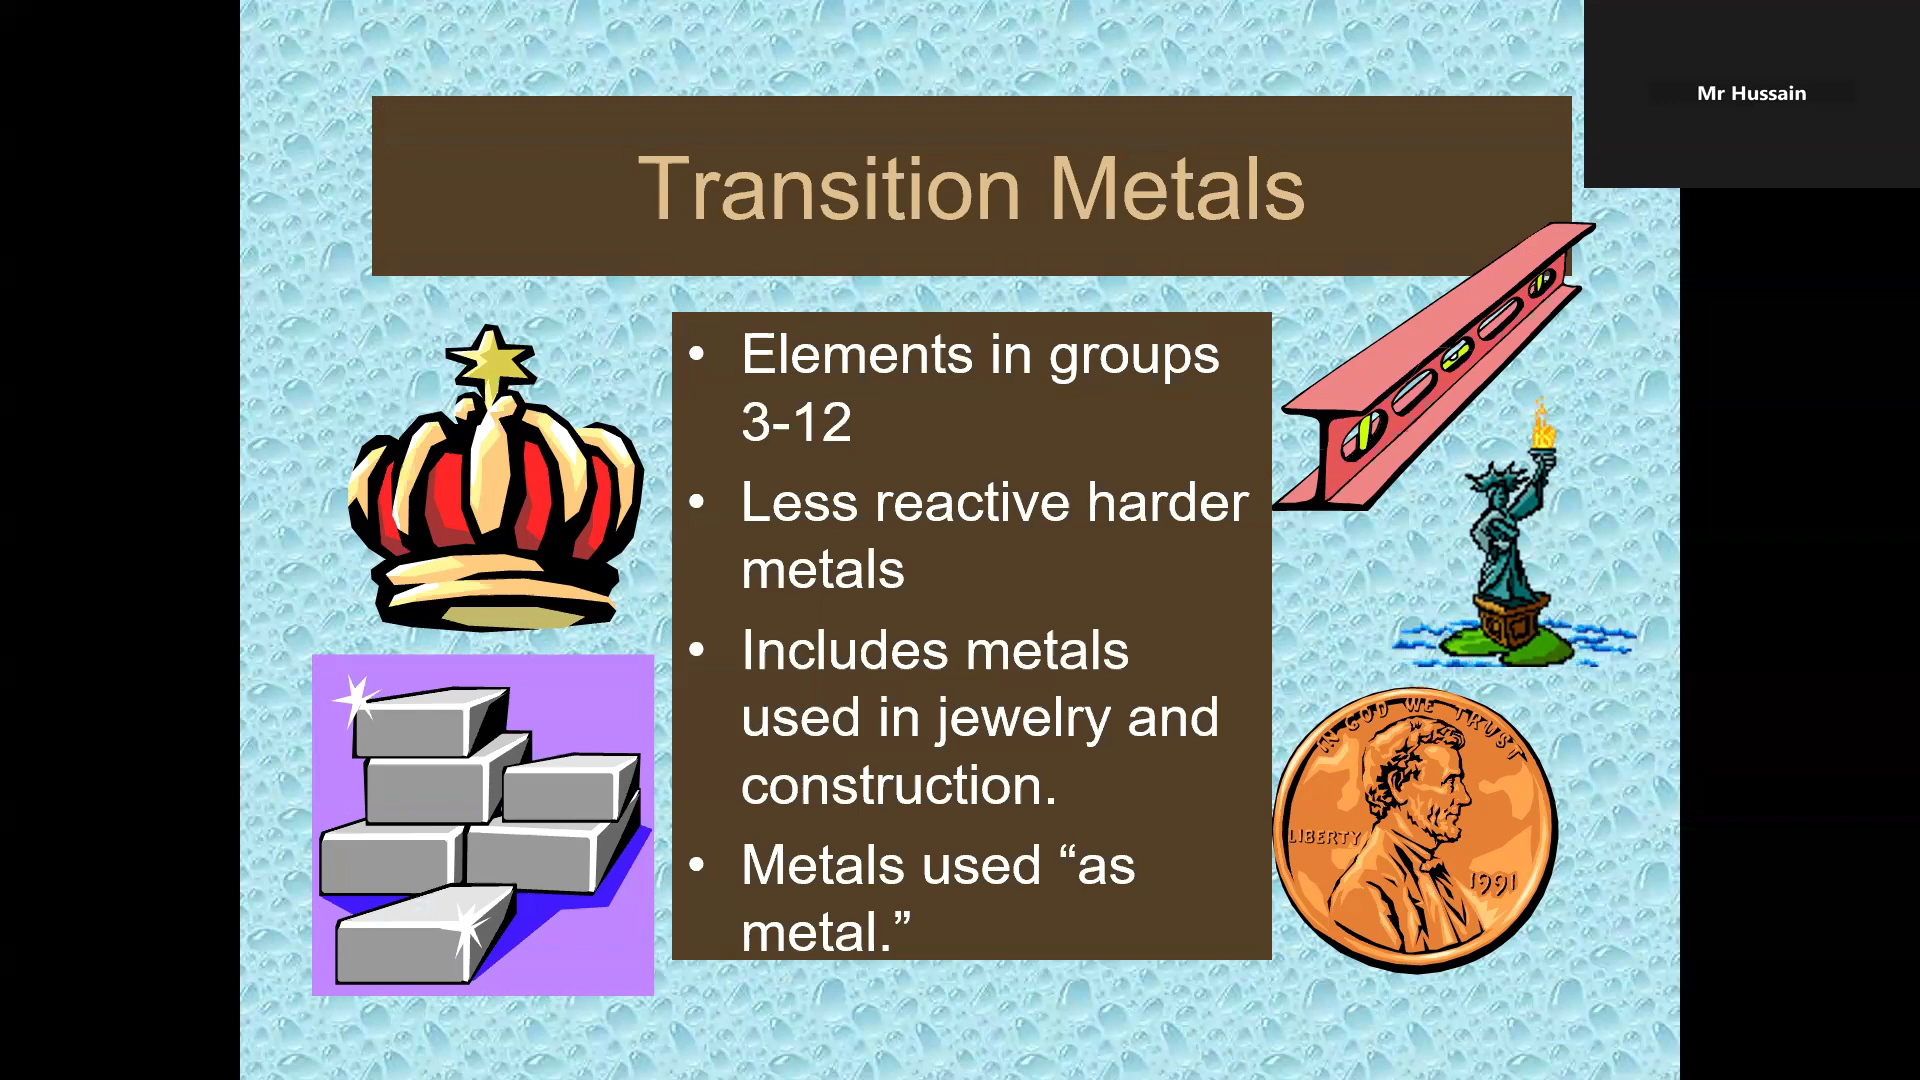 Mr Hussain
Transition Metals
• Elements in groups
3-12
• Less reactive harder
metals
• Includes metals
used in jewelry and
construction.
• Metals used “as
metal.”
IN GOD WE TRUST
LIBERTY
1991